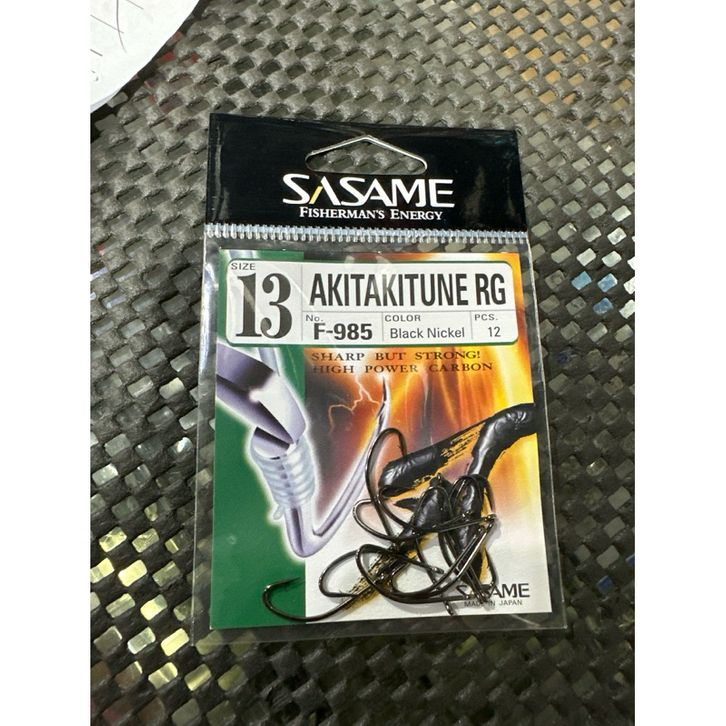 SASAME
FISHERMAN'S ENERGY
SIZE
13
AKITAKITUNE RG
No.
F-985
COLOR
Black Nickel
PCS.
12
SHARP BUT STRONG!
HIGH POWER CARBON
SASAME
MADE IN JAPAN